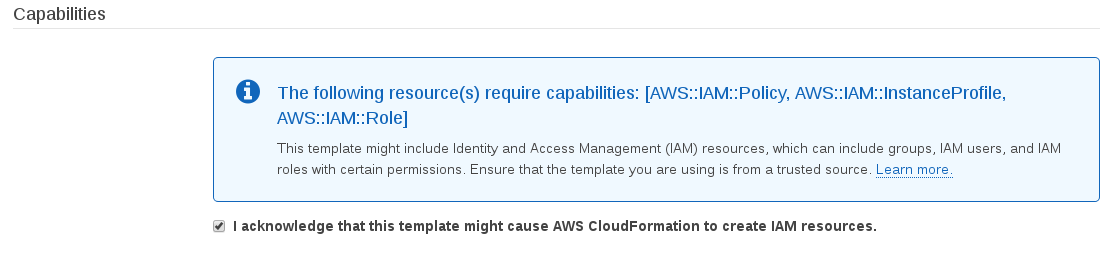 Capabilities
The following resource(s) require capabilities: [AWS::IAM::Policy, AWS::IAM::InstanceProfile,
AWS::IAM::Role]
This template might include Identity and Access Management (IAM) resources, which can include groups, IAM users, and IAM
roles with certain permissions. Ensure that the template you are using is from a trusted source. Learn more.
I acknowledge that this template might cause AWS CloudFormation to create IAM resources.